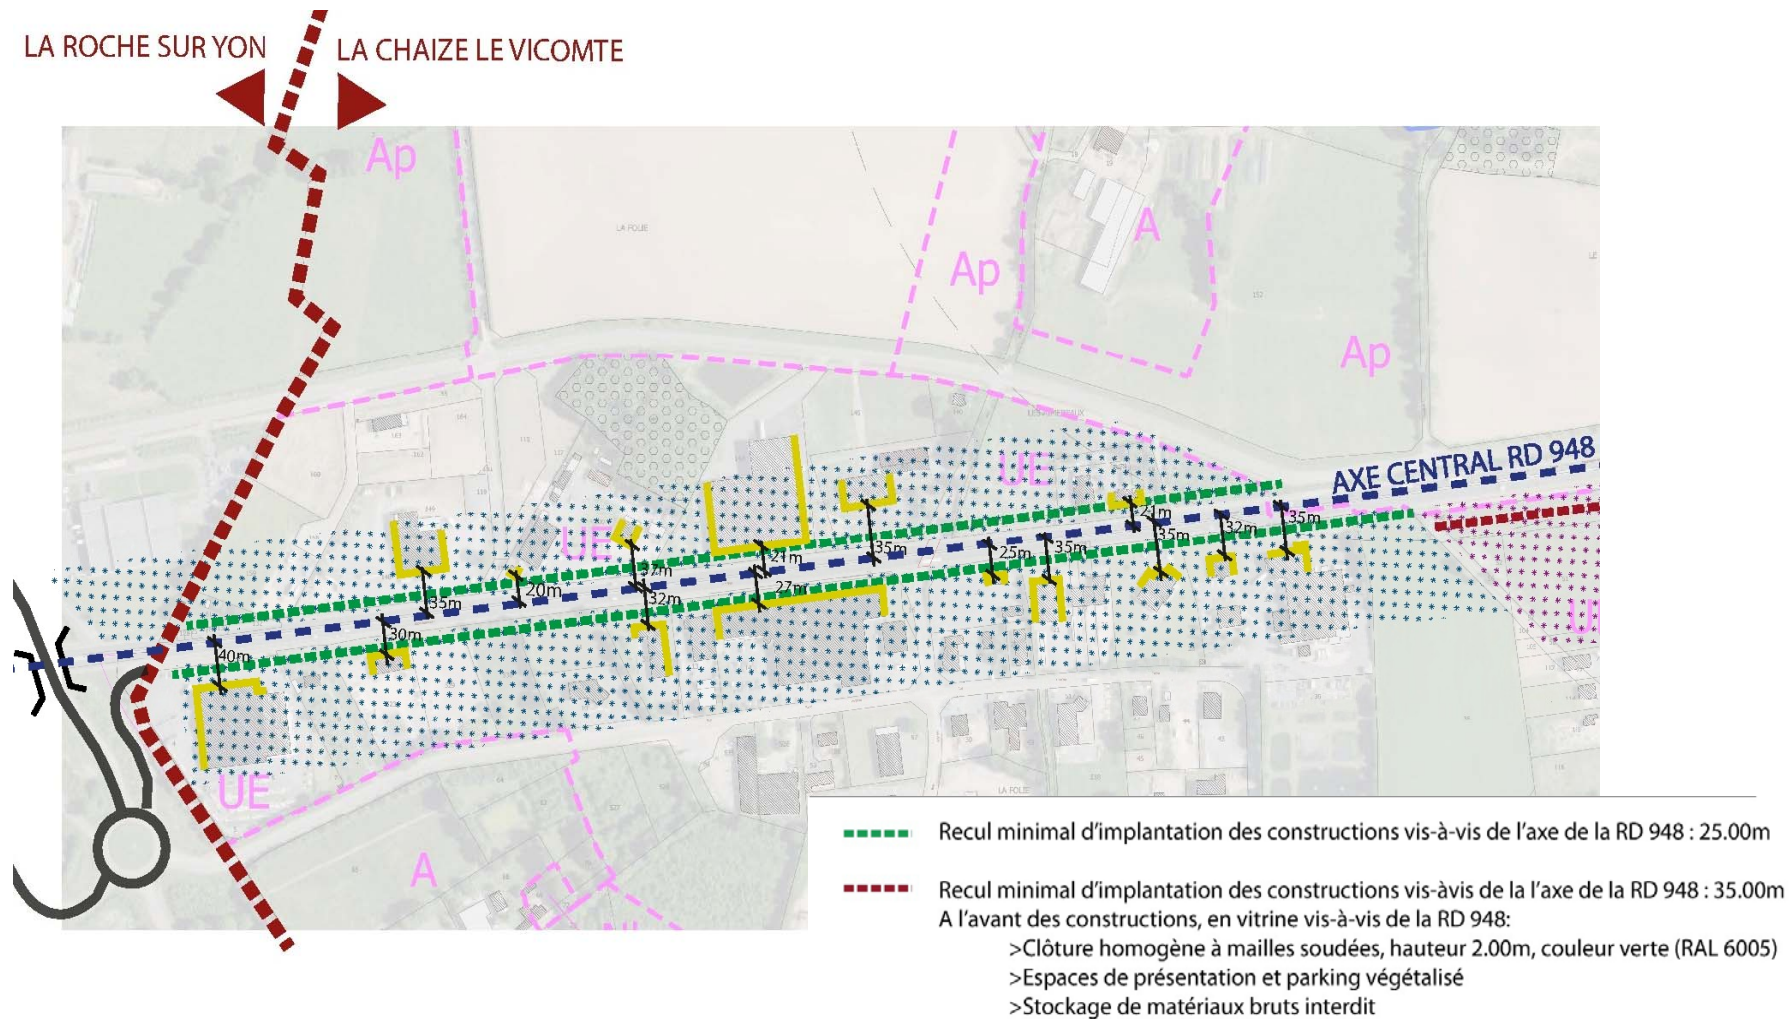 LA ROCHE SUR YON
LA CHAIZE LE VICOMTE
Ap
LA FOLIE
A
Ap
Ap
UE
AXE CENTRAL RD 948
UE
21m
35m
32m
35m
35m
25m
35m
21m
37m
27m
32m
20m
35m
30m
40m
UE
LA FOLIE
A
Recul minimal d'implantation des constructions vis-à-vis de l'axe de la RD 948 : 25.00m
Recul minimal d'implantation des constructions vis-àvis de la l'axe de la RD 948 : 35.00m
A l'avant des constructions, en vitrine vis-à-vis de la RD 948:
>Clôture homogène à mailles soudées, hauteur 2.00m, couleur verte (RAL 6005)
>Espaces de présentation et parking végétalisé
>Stockage de matériaux bruts interdit